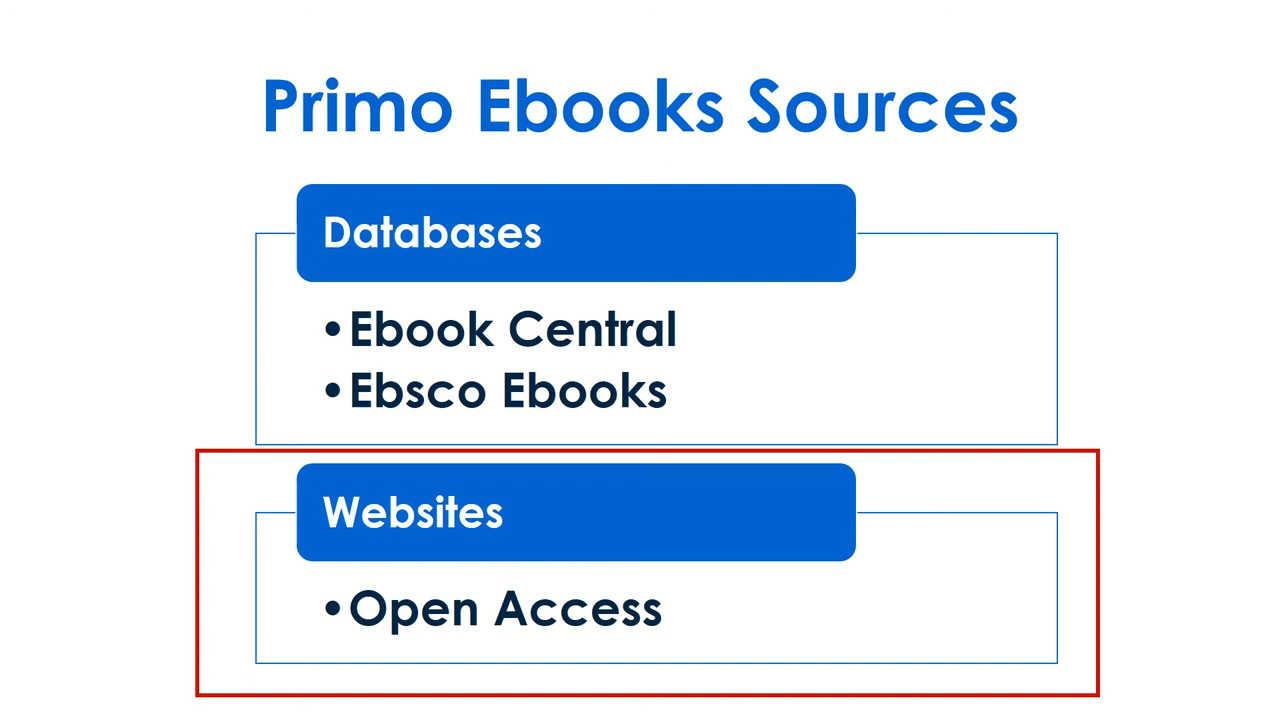 Primo Ebooks Sources
Databases
•Ebook Central
•Ebsco Ebooks
Websites
•Open Access